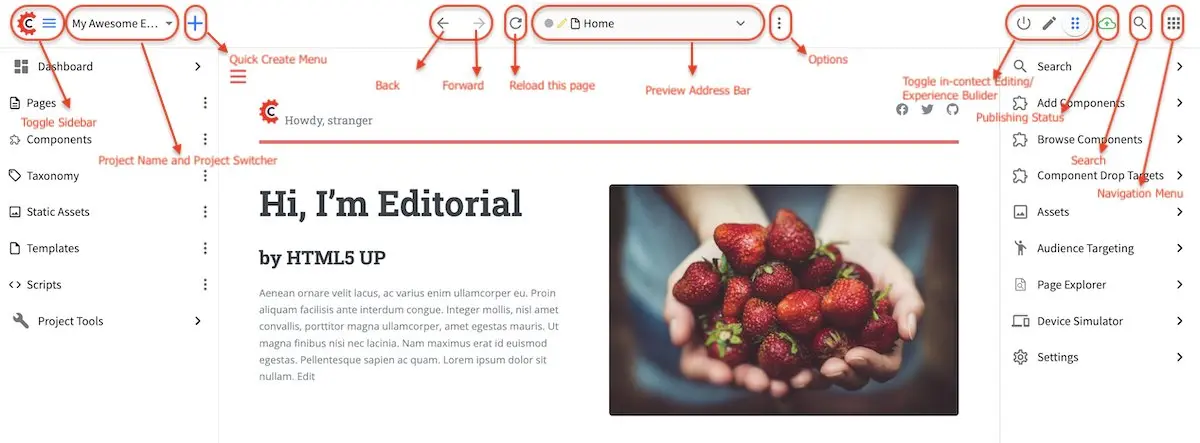 My Awesome E...
Home
Quick Create Menu
Back
Forward
Reload this page
Preview Address Bar
Options
Toggle in-contect Editing/
Experience Bulider
Publishing Status
Search
Navigation Menu
Toggle Sidebar
Project Name and Project Switcher
Dashboard
Pages
Components
Taxonomy
Static Assets
Templates
Scripts
Project Tools
C
Howdy, stranger
Hi, I'm Editorial
by HTML5 UP
Aenean ornare velit lacus, ac varius enim ullamcorper eu. Proin
aliquam facilisis ante interdum congue. Integer mollis, nisl amet
convallis, porttitor magna ullamcorper, amet egestas mauris. Ut
magna finibus nisi nec lacinia. Nam maximus erat id euismod
egestas. Pellentesque sapien ac quam. Lorem ipsum dolor sit
nullam. Edit
Search
Add Components
Browse Components
Component Drop Targets
Assets
Audience Targeting
Page Explorer
Device Simulator
Settings